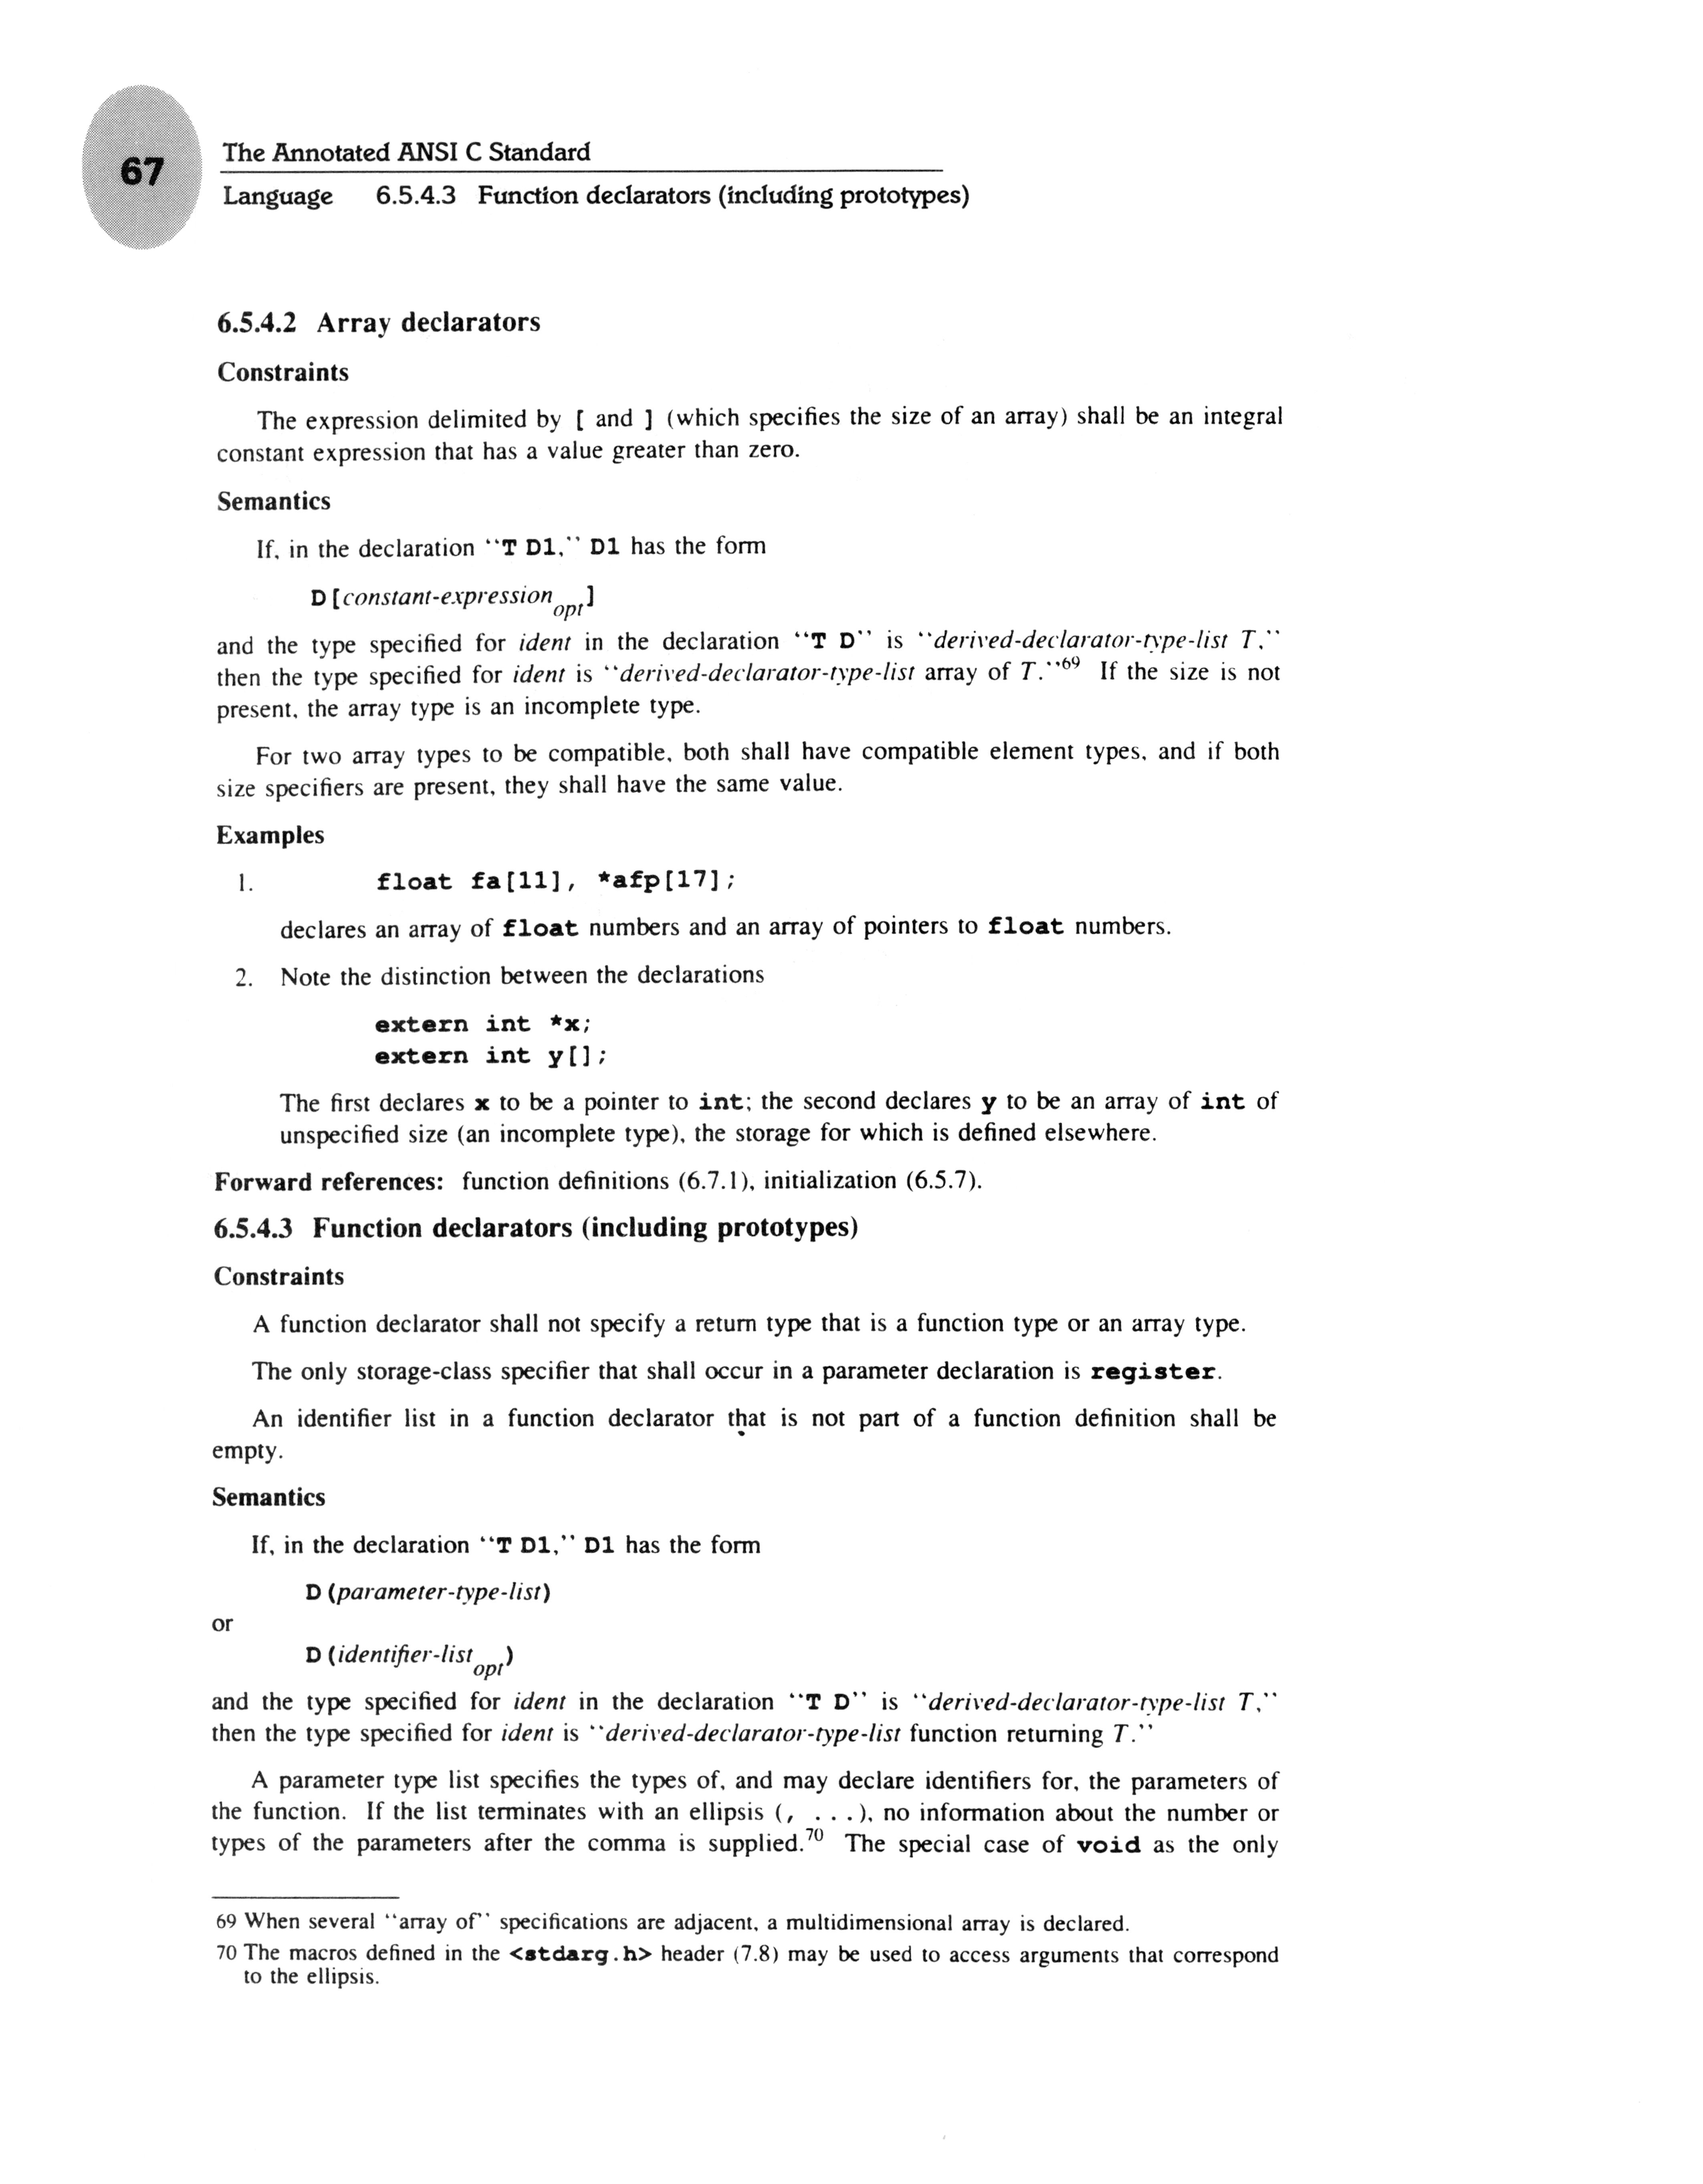 67
The Annotated ANSI C Standard
Language 6.5.4.3 Function declarators (including prototypes)
6.5.4.2 Array declarators
Constraints
The expression delimited by [ and ] (which specifies the size of an array) shall be an integral
constant expression that has a value greater than zero.
Semantics
If, in the declaration ‘‘T D1,’’ D1 has the form
D[constant-expression opt]
and the type specified for ident in the declaration ‘‘T D’’ is ‘‘derived-declarator-type-list T,’’
then the type specified for ident is ‘‘derived-declarator-type-list array of T.’’69 If the size is not
present, the array type is an incomplete type.
For two array types to be compatible, both shall have compatible element types, and if both
size specifiers are present, they shall have the same value.
Examples
1. float fa[11], *afp[17];
declares an array of float numbers and an array of pointers to float numbers.
2. Note the distinction between the declarations
extern int *x;
extern int y[];
The first declares x to be a pointer to int; the second declares y to be an array of int of
unspecified size (an incomplete type), the storage for which is defined elsewhere.
Forward references: function definitions (6.7.1), initialization (6.5.7).
6.5.4.3 Function declarators (including prototypes)
Constraints
A function declarator shall not specify a return type that is a function type or an array type.
The only storage-class specifier that shall occur in a parameter declaration is register.
An identifier list in a function declarator that is not part of a function definition shall be
empty.
Semantics
If, in the declaration ‘‘T D1,’’ D1 has the form
D(parameter-type-list)
or
D(identifier-list opt)
and the type specified for ident in the declaration ‘‘T D’’ is ‘‘derived-declarator-type-list T,’’
then the type specified for ident is ‘‘derived-declarator-type-list function returning T.’’
A parameter type list specifies the types of, and may declare identifiers for, the parameters of
the function. If the list terminates with an ellipsis (, ...), no information about the number or
types of the parameters after the comma is supplied.70 The special case of void as the only
69 When several ‘‘array of’’ specifications are adjacent, a multidimensional array is declared.
70 The macros defined in the <stdarg.h> header (7.8) may be used to access arguments that correspond
to the ellipsis.